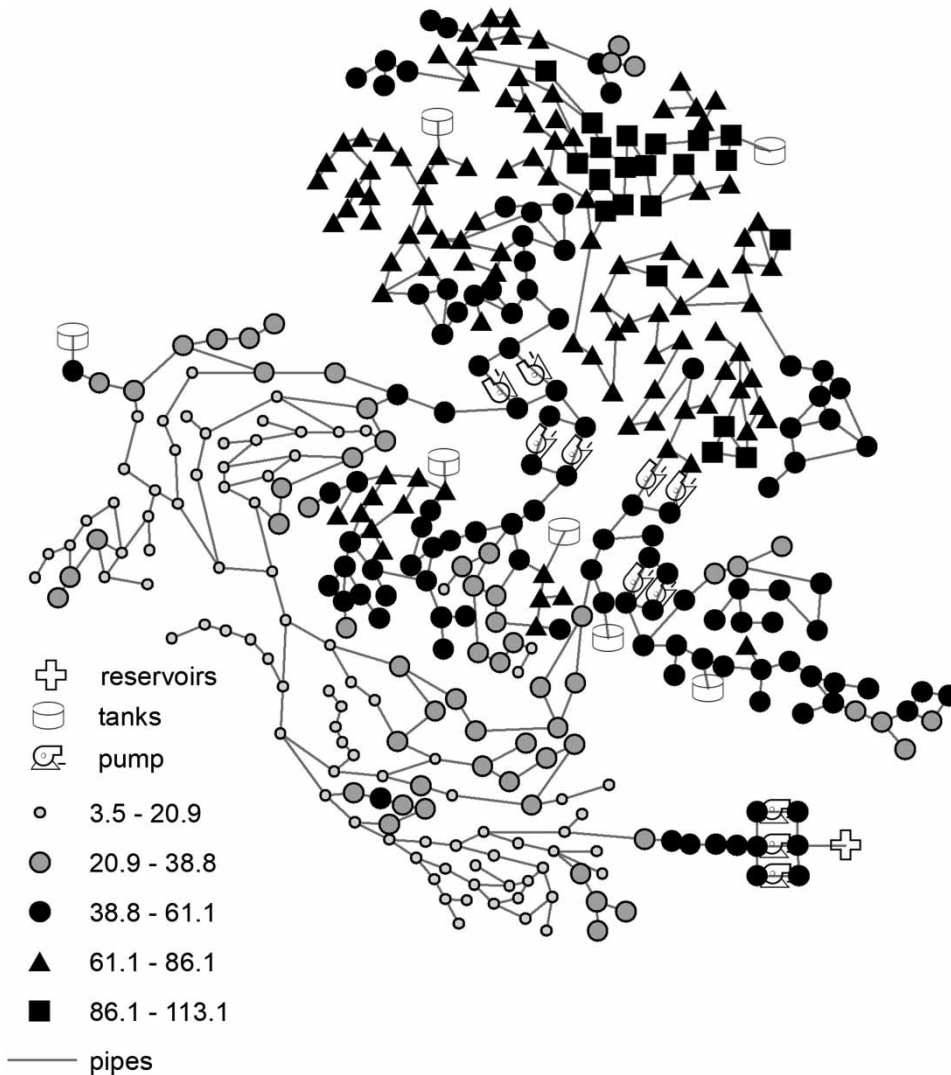 reservoirs
tanks
pump
3.5 - 20.9
20.9 - 38.8
38.8 - 61.1
61.1 - 86.1
86.1 - 113.1
pipes